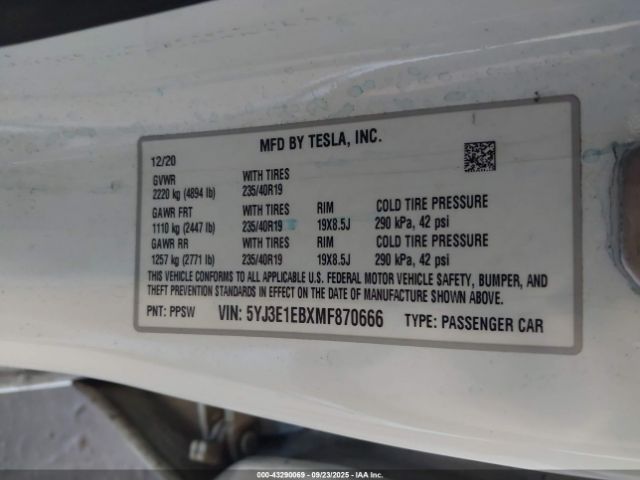 MFD BY TESLA, INC.
12/20
GVWR WITH TIRES
2220 kg (4894 lb) 235/40R19
GAWR FRT WITH TIRES RIM COLD TIRE PRESSURE
1110 kg (2447 lb) 235/40R19 19X8.5J 290 kPa, 42 psi
GAWR RR WITH TIRES RIM COLD TIRE PRESSURE
1257 kg (2771 lb) 235/40R19 19X8.5J 290 kPa, 42 psi
THIS VEHICLE CONFORMS TO ALL APPLICABLE U.S. FEDERAL MOTOR VEHICLE SAFETY, BUMPER, AND
THEFT PREVENTION STANDARDS IN EFFECT ON THE DATE OF MANUFACTURE SHOWN ABOVE.
PNT: PPSW VIN: 5YJ3E1EBXMF870666 TYPE: PASSENGER CAR
000-43290069 - 09/23/2025 - IAA Inc.